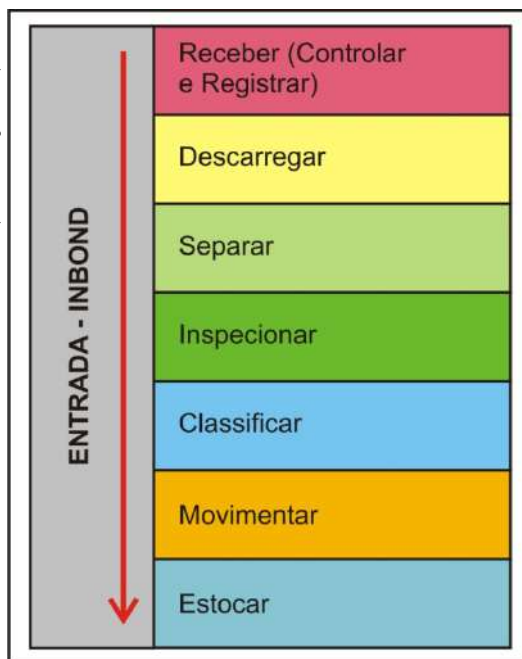 ENTRADA - INBOND
Receber (Controlar
e Registrar)
Descarregar
Separar
Inspecionar
Classificar
Movimentar
Estocar